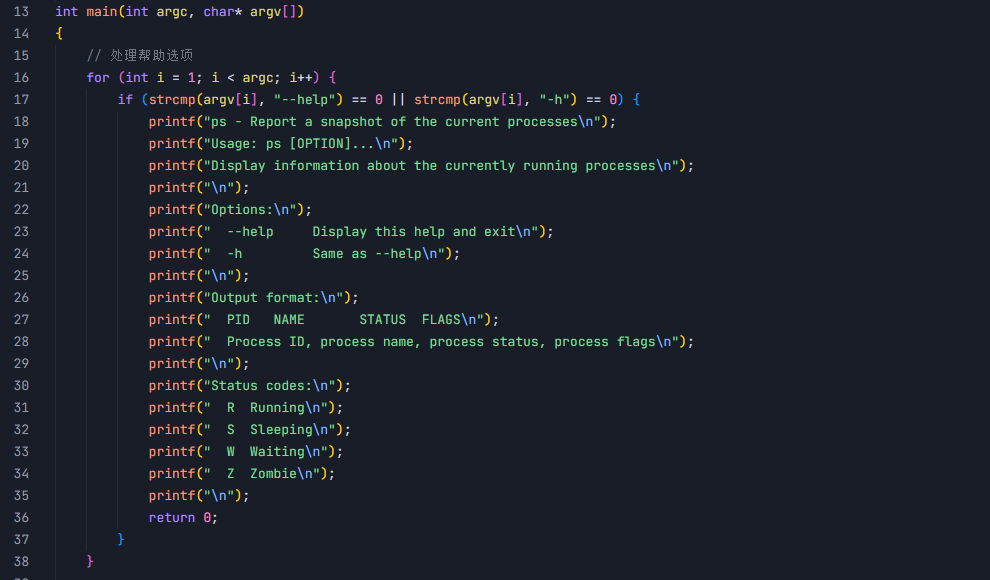 13 int main(int argc, char* argv[])
14 {
15     // 处理帮助选项
16     for (int i = 1; i < argc; i++) {
17         if (strcmp(argv[i], "--help") == 0 || strcmp(argv[i], "-h") == 0) {
18             printf("ps - Report a snapshot of the current processes\n");
19             printf("Usage: ps [OPTION]...\n");
20             printf("Display information about the currently running processes\n");
21             printf("\n");
22             printf("Options:\n");
23             printf("  --help     Display this help and exit\n");
24             printf("  -h         Same as --help\n");
25             printf("\n");
26             printf("Output format:\n");
27             printf("  PID   NAME       STATUS  FLAGS\n");
28             printf("  Process ID, process name, process status, process flags\n");
29             printf("\n");
30             printf("Status codes:\n");
31             printf("  R  Running\n");
32             printf("  S  Sleeping\n");
33             printf("  W  Waiting\n");
34             printf("  Z  Zombie\n");
35             printf("\n");
36             return 0;
37         }
38     }